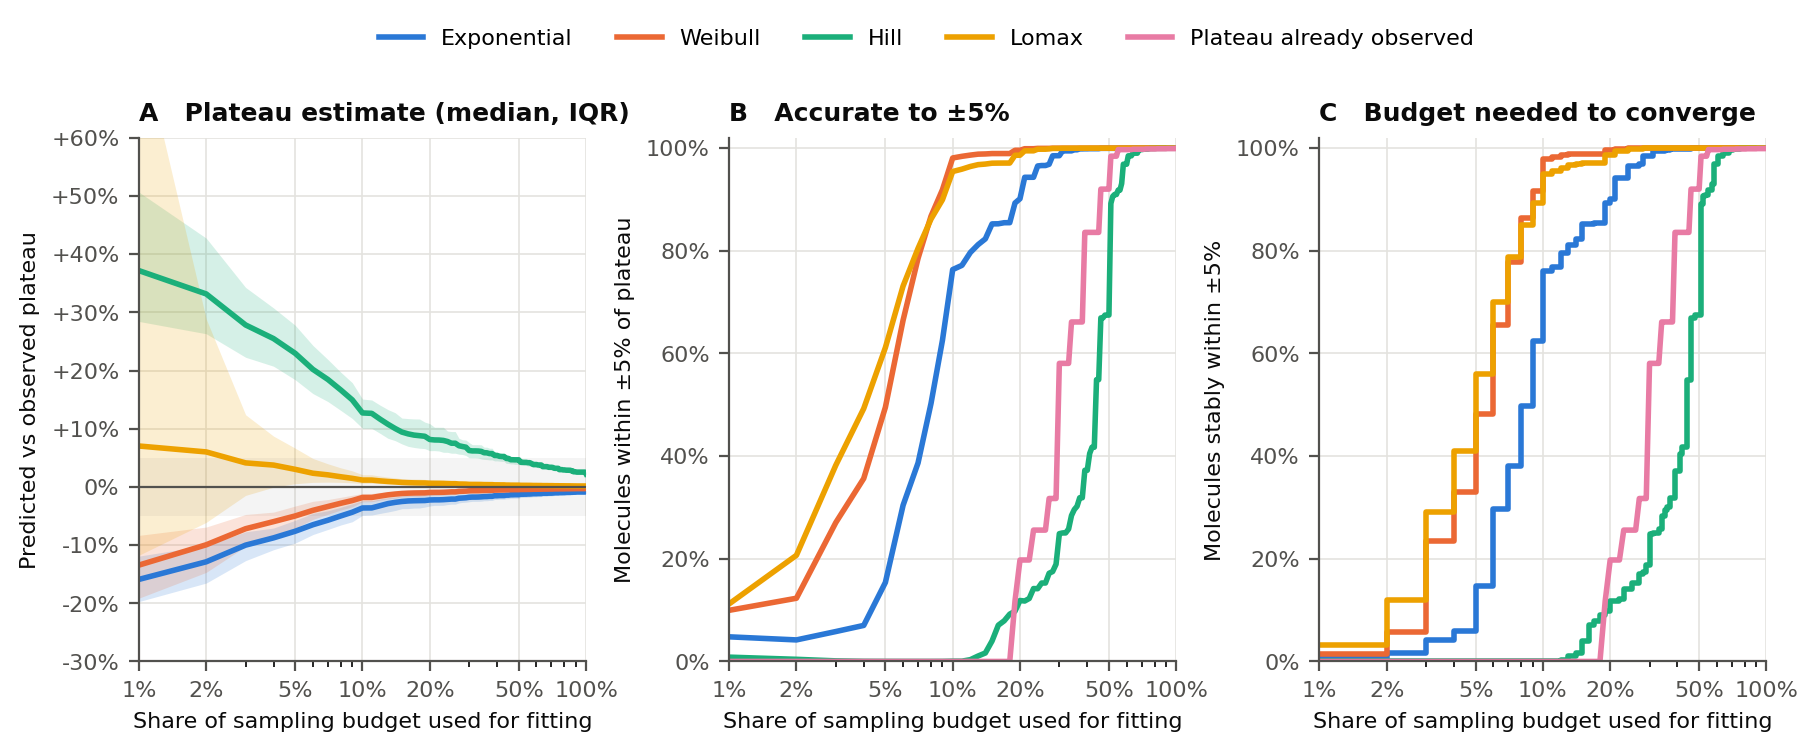 Exponential Weibull Hill Lomax Plateau already observed
A Plateau estimate (median, IQR)
+60%
+50%
+40%
+30%
+20%
+10%
0%
-10%
-20%
-30%
Predicted vs observed plateau
1% 2% 5% 10% 20% 50% 100%
Share of sampling budget used for fitting
B Accurate to ±5%
100%
80%
60%
40%
20%
0%
Molecules within ±5% of plateau
1% 2% 5% 10% 20% 50% 100%
Share of sampling budget used for fitting
C Budget needed to converge
100%
80%
60%
40%
20%
0%
Molecules stably within ±5%
1% 2% 5% 10% 20% 50% 100%
Share of sampling budget used for fitting